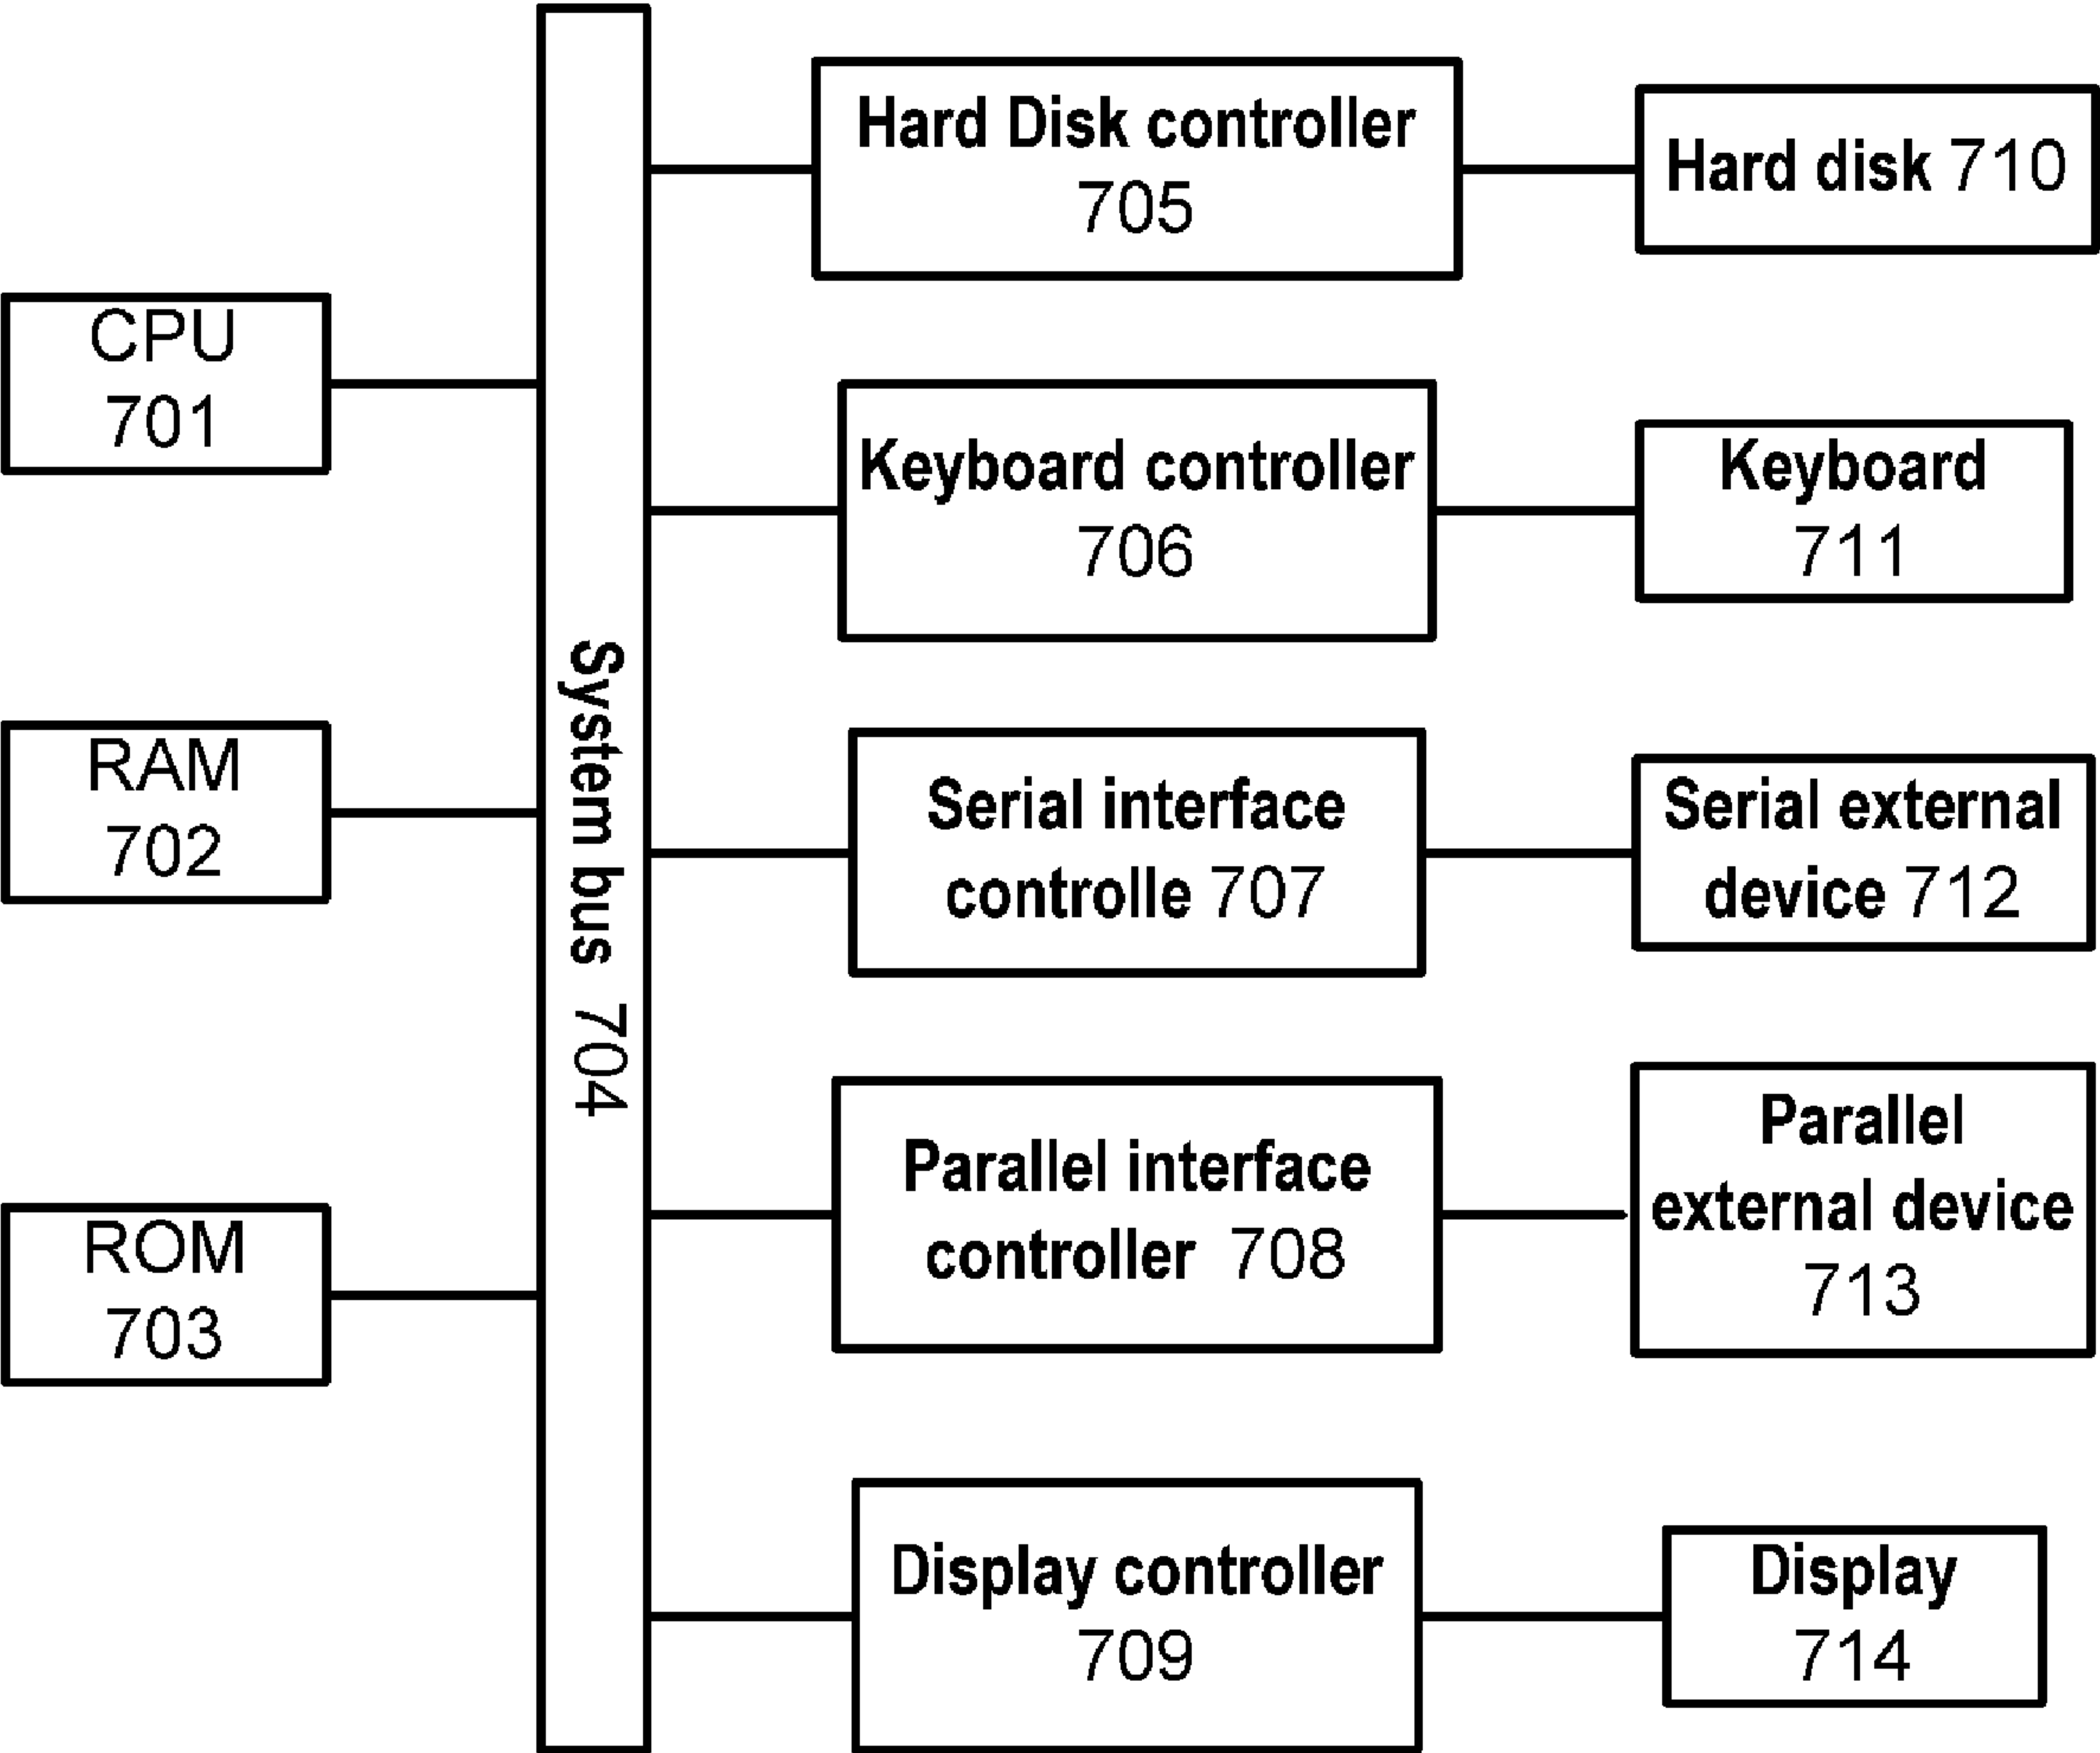 CPU
701
RAM
702
ROM
703
System bus 704
Hard Disk controller
705
Hard disk 710
Keyboard controller
706
Keyboard
711
Serial interface
controlle 707
Serial external
device 712
Parallel interface
controller 708
Parallel
external device
713
Display controller
709
Display
714